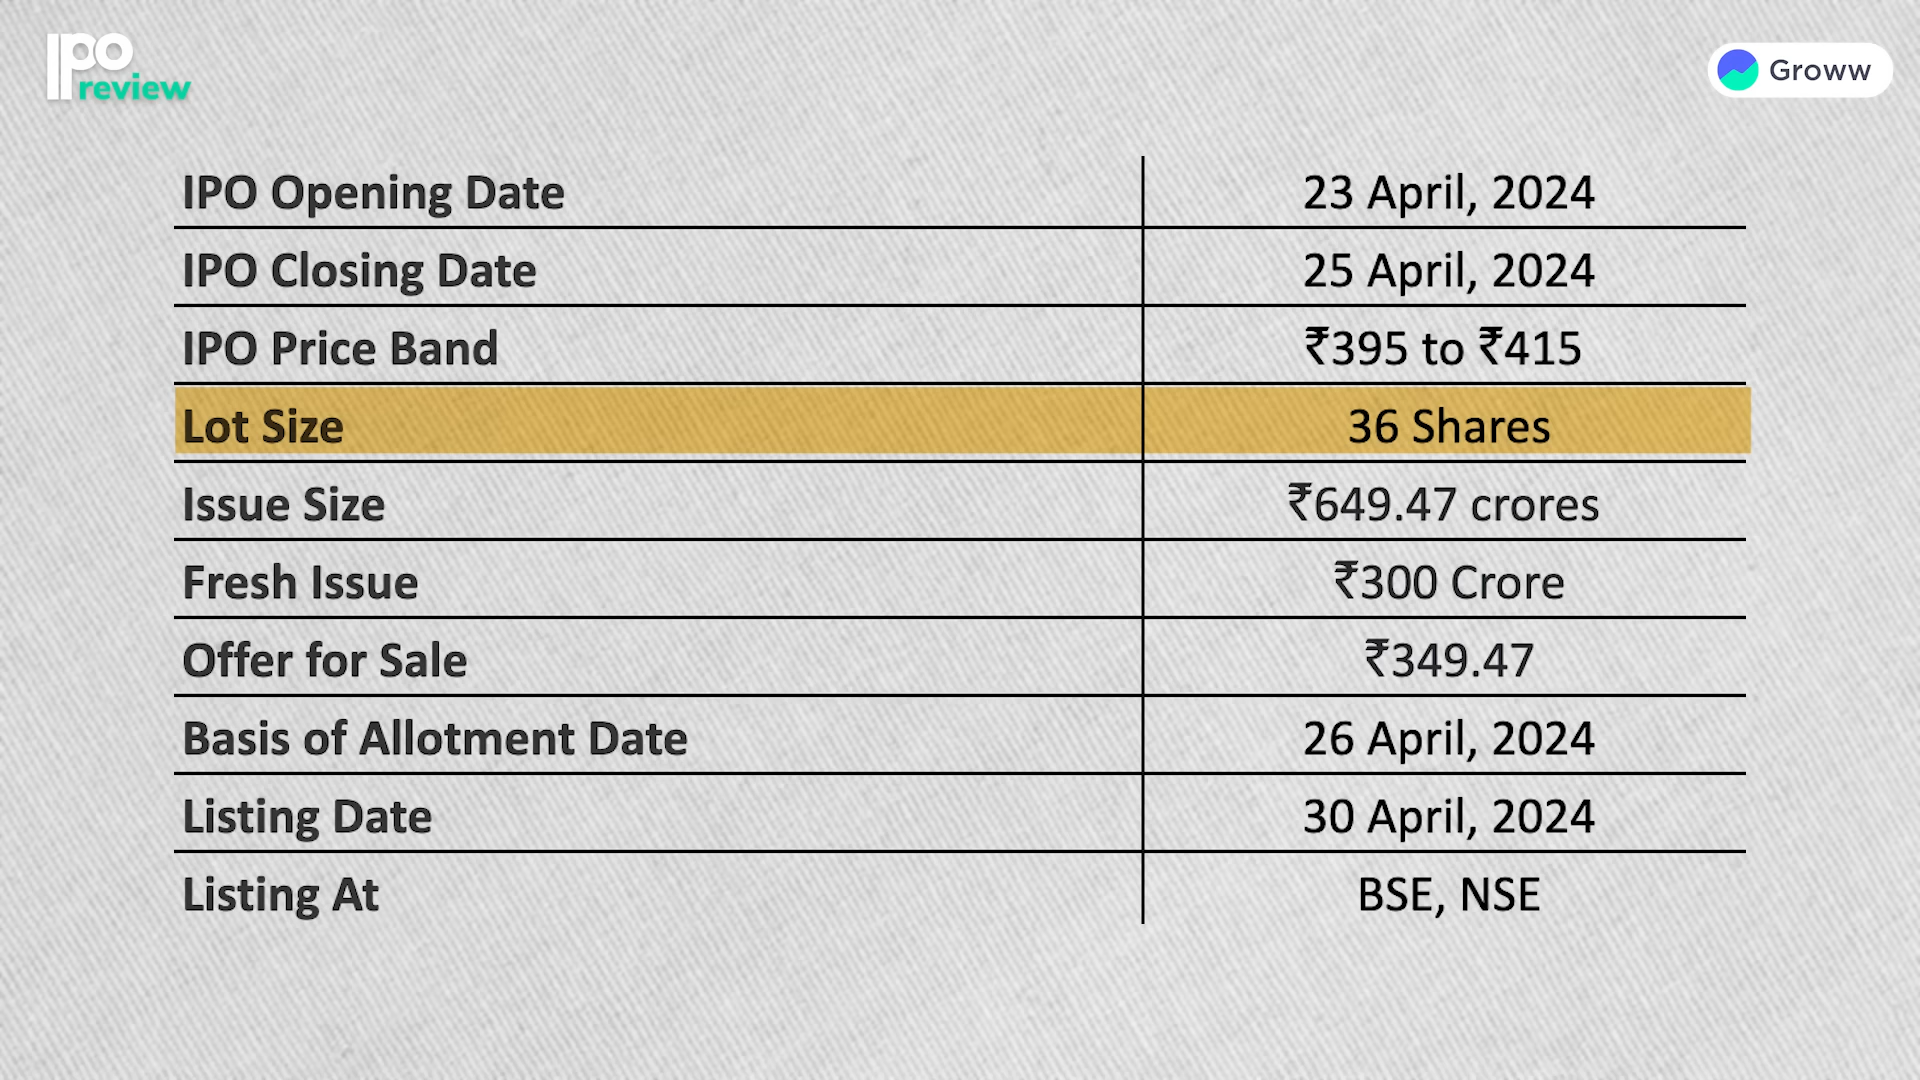 IPO
review
Groww
IPO Opening Date 23 April, 2024
IPO Closing Date 25 April, 2024
IPO Price Band ₹395 to ₹415
Lot Size 36 Shares
Issue Size ₹649.47 crores
Fresh Issue ₹300 Crore
Offer for Sale ₹349.47
Basis of Allotment Date 26 April, 2024
Listing Date 30 April, 2024
Listing At BSE, NSE